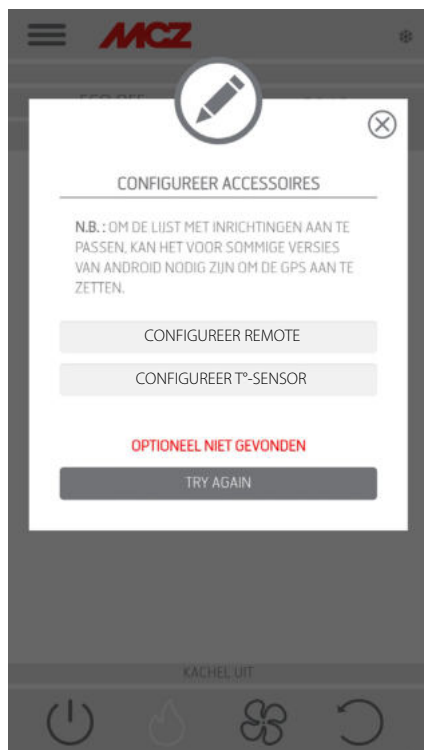 MCZ
CONFIGUREER ACCESSOIRES
N.B. : OM DE LIJST MET INRICHTINGEN AAN TE
PASSEN, KAN HET VOOR SOMMIGE VERSIES
VAN ANDROID NODIG ZIJN OM DE GPS AAN TE
ZETTEN.
CONFIGUREER REMOTE
CONFIGUREER T°-SENSOR
OPTIONEEL NIET GEVONDEN
TRY AGAIN
KACHEL UIT